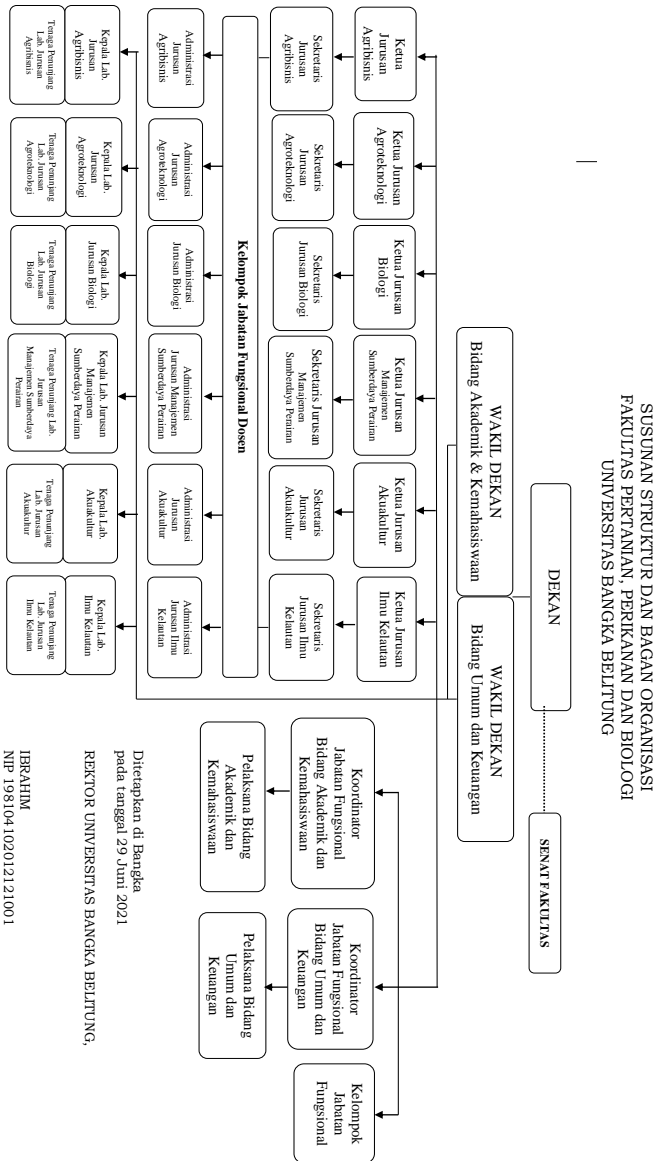 SUSUNAN STRUKTUR DAN BAGAN ORGANISASI
FAKULTAS PERTANIAN, PERIKANAN DAN BIOLOGI
UNIVERSITAS BANGKA BELITUNG
DEKAN
SENAT FAKULTAS
WAKIL DEKAN
Bidang Akademik & Kemahasiswaan
WAKIL DEKAN
Bidang Umum dan Keuangan
Ketua
Jurusan
Agribisnis
Ketua Jurusan
Agroteknologi
Ketua Jurusan
Biologi
Ketua Jurusan
Manajemen
Sumberdaya Perairan
Ketua Jurusan
Akuakultur
Ketua Jurusan
Ilmu Kelautan
Koordinator
Jabatan Fungsional
Bidang Akademik dan
Kemahasiswaan
Koordinator
Jabatan Fungsional
Bidang Umum dan
Keuangan
Kelompok
Jabatan
Fungsional
Sekretaris
Jurusan
Agribisnis
Sekretaris
Jurusan
Agroteknologi
Sekretaris
Jurusan Biologi
Sekretaris Jurusan
Manajemen
Sumberdaya Perairan
Sekretaris
Jurusan
Akuakultur
Sekretaris
Jurusan Ilmu
Kelautan
Pelaksana Bidang
Akademik dan
Kemahasiswaan
Pelaksana Bidang
Umum dan
Keuangan
Kelompok Jabatan Fungsional Dosen
Administrasi
Jurusan
Agribisnis
Administrasi
Jurusan
Agroteknologi
Administrasi
Jurusan Biologi
Administrasi
Jurusan Manajemen
Sumberdaya Perairan
Administrasi
Jurusan
Akuakultur
Administrasi
Jurusan Ilmu
Kelautan
Kepala Lab.
Jurusan
Agribisnis
Kepala Lab.
Jurusan
Agroteknologi
Kepala Lab.
Jurusan Biologi
Kepala Lab. Jurusan
Manajemen
Sumberdaya Perairan
Kepala Lab.
Jurusan
Akuakultur
Kepala Lab.
Ilmu Kelautan
Tenaga Penunjang
Lab. Jurusan
Agribisnis
Tenaga Penunjang
Lab. Jurusan
Agroteknologi
Tenaga Penunjang
Lab. Jurusan
Biologi
Tenaga Penunjang Lab.
Jurusan
Manajemen Sumberdaya
Perairan
Tenaga Penunjang
Lab. Jurusan
Akuakultur
Tenaga Penunjang
Lab. Jurusan
Ilmu Kelautan
Ditetapkan di Bangka
pada tanggal 29 Juni 2021
REKTOR UNIVERSITAS BANGKA BELITUNG,
IBRAHIM
NIP 198104102012121001